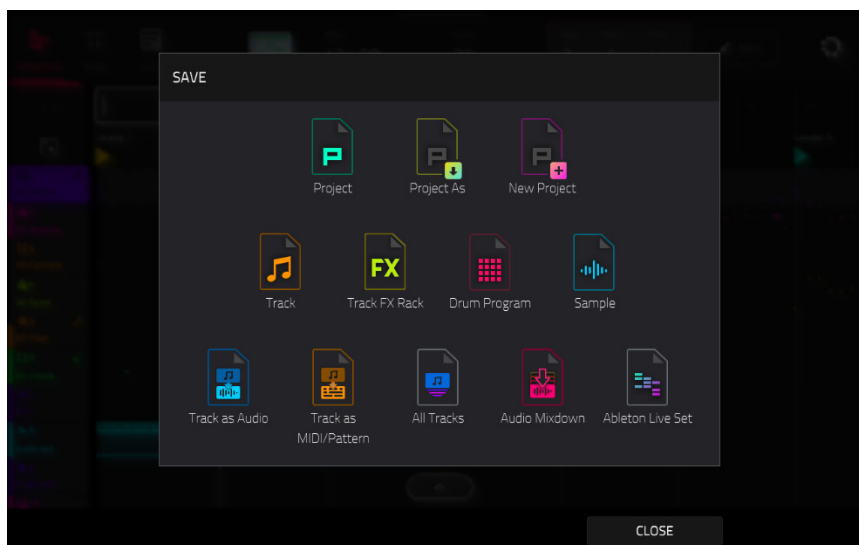 SAVE
Project
Project As
New Project
Track
FX
Track FX Rack
Drum Program
Sample
Track as Audio
Track as
MIDI/Pattern
All Tracks
Audio Mixdown
Ableton Live Set
CLOSE